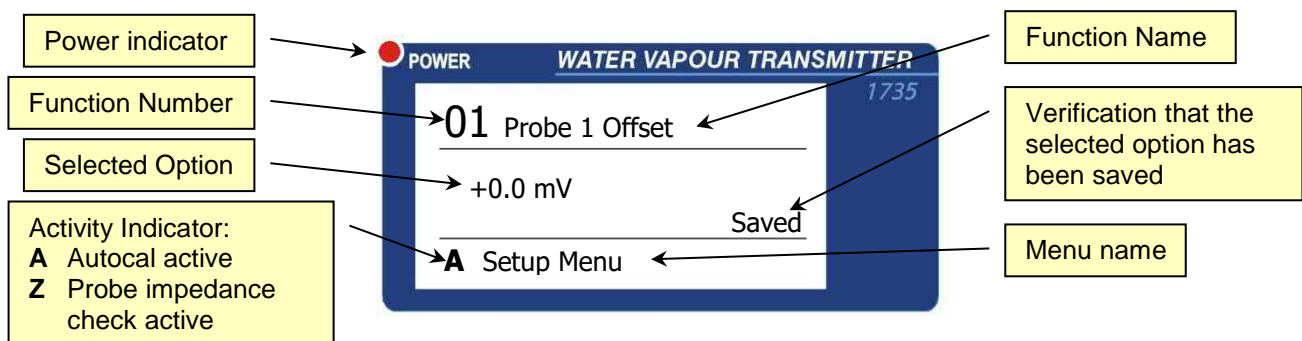 Power indicator
Function Number
Selected Option
Activity Indicator:
A Autocal active
Z Probe impedance
check active
POWER
WATER VAPOUR TRANSMITTER
1735
01 Probe 1 Offset
+0.0 mV
Saved
A Setup Menu
Function Name
Verification that the
selected option has
been saved
Menu name